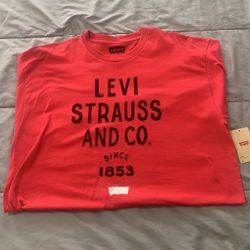 LEVI
STRAUSS
AND CO.
SINCE
1853